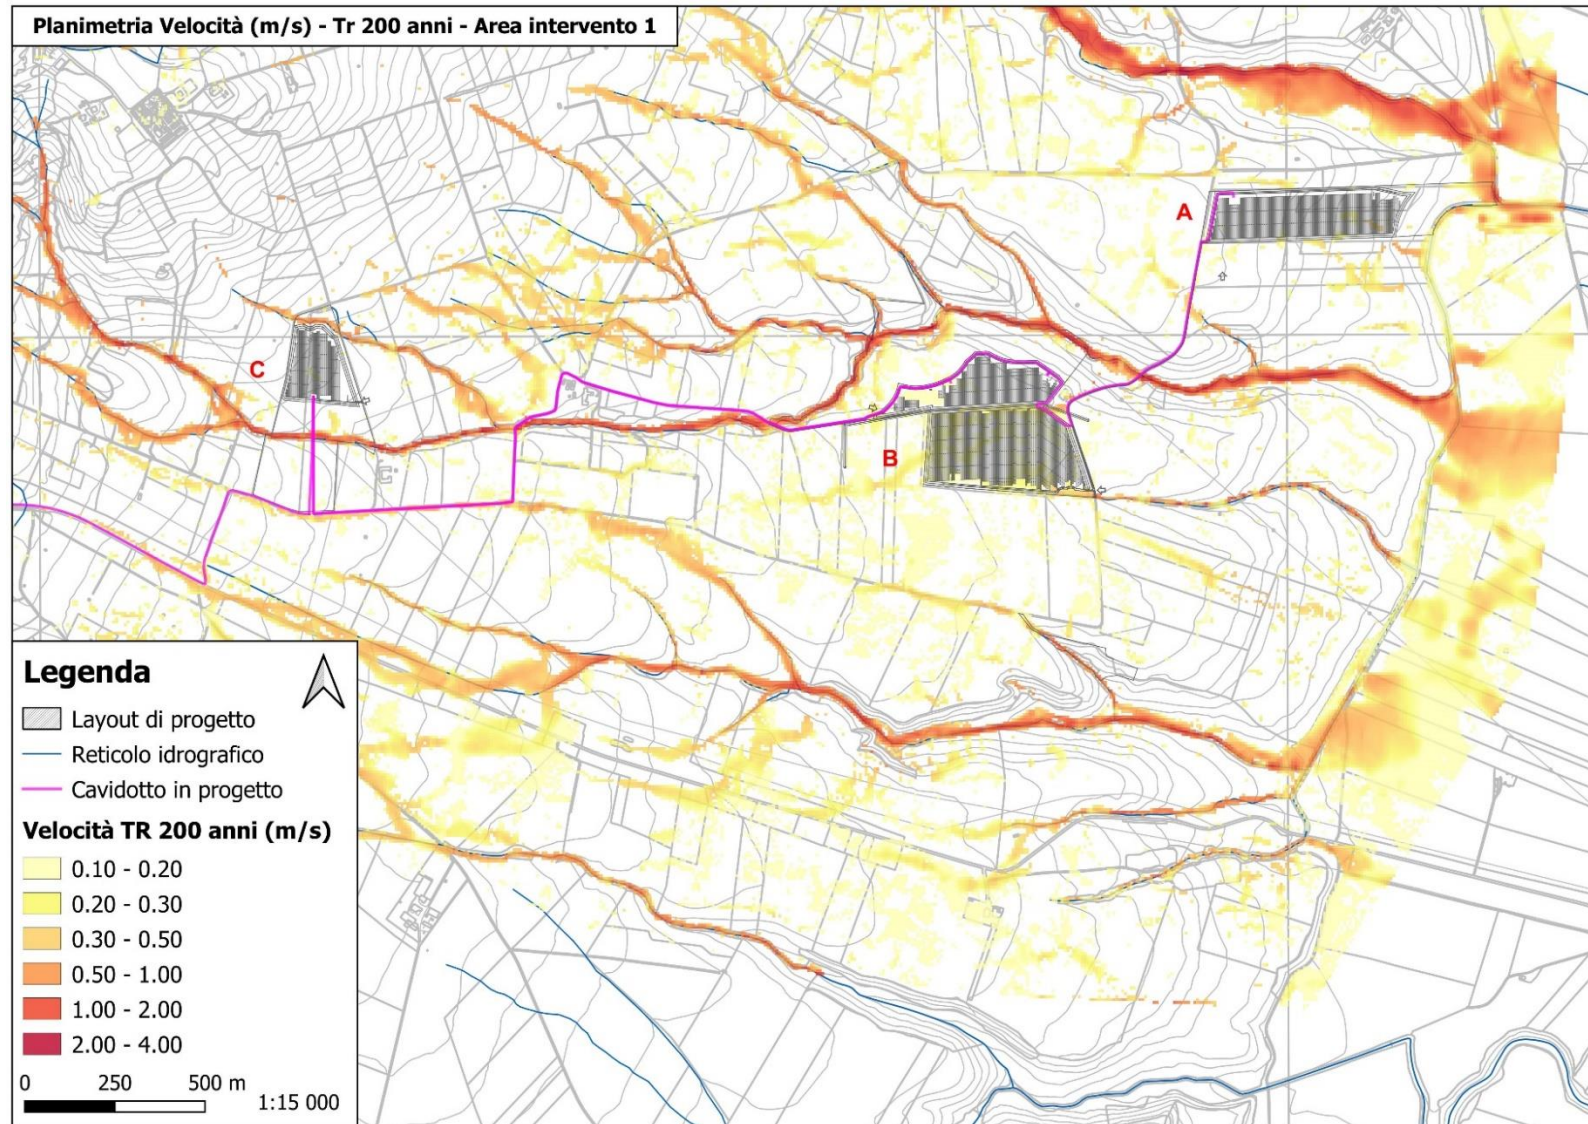 Planimetria Velocità (m/s) - Tr 200 anni - Area intervento 1
A
C
B
Legenda
Layout di progetto
Reticolo idrografico
Cavidotto in progetto
Velocità TR 200 anni (m/s)
0.10 - 0.20
0.20 - 0.30
0.30 - 0.50
0.50 - 1.00
1.00 - 2.00
2.00 - 4.00
0 250 500 m
1:15 000